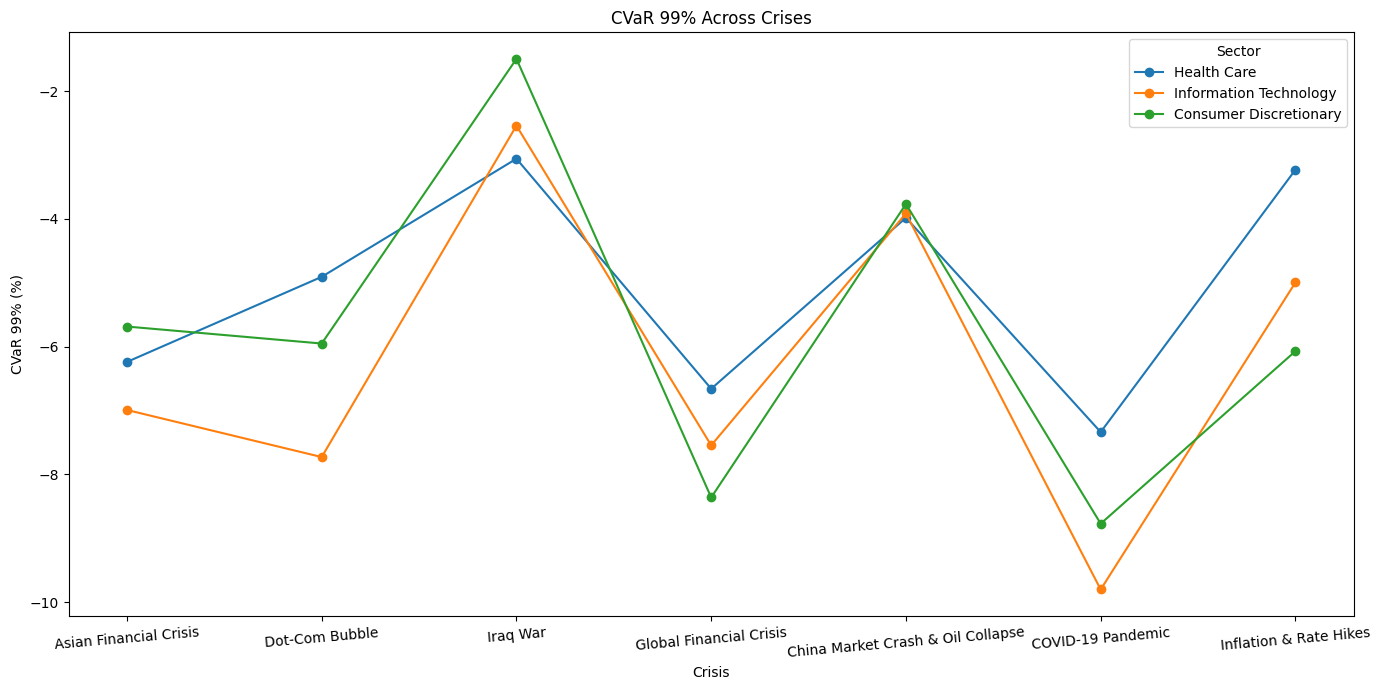 CVaR 99% Across Crises
Sector
Health Care
Information Technology
Consumer Discretionary
CVaR 99% (%)
−2
−4
−6
−8
−10
Asian Financial Crisis
Dot-Com Bubble
Iraq War
Global Financial Crisis
China Market Crash & Oil Collapse
COVID-19 Pandemic
Inflation & Rate Hikes
Crisis